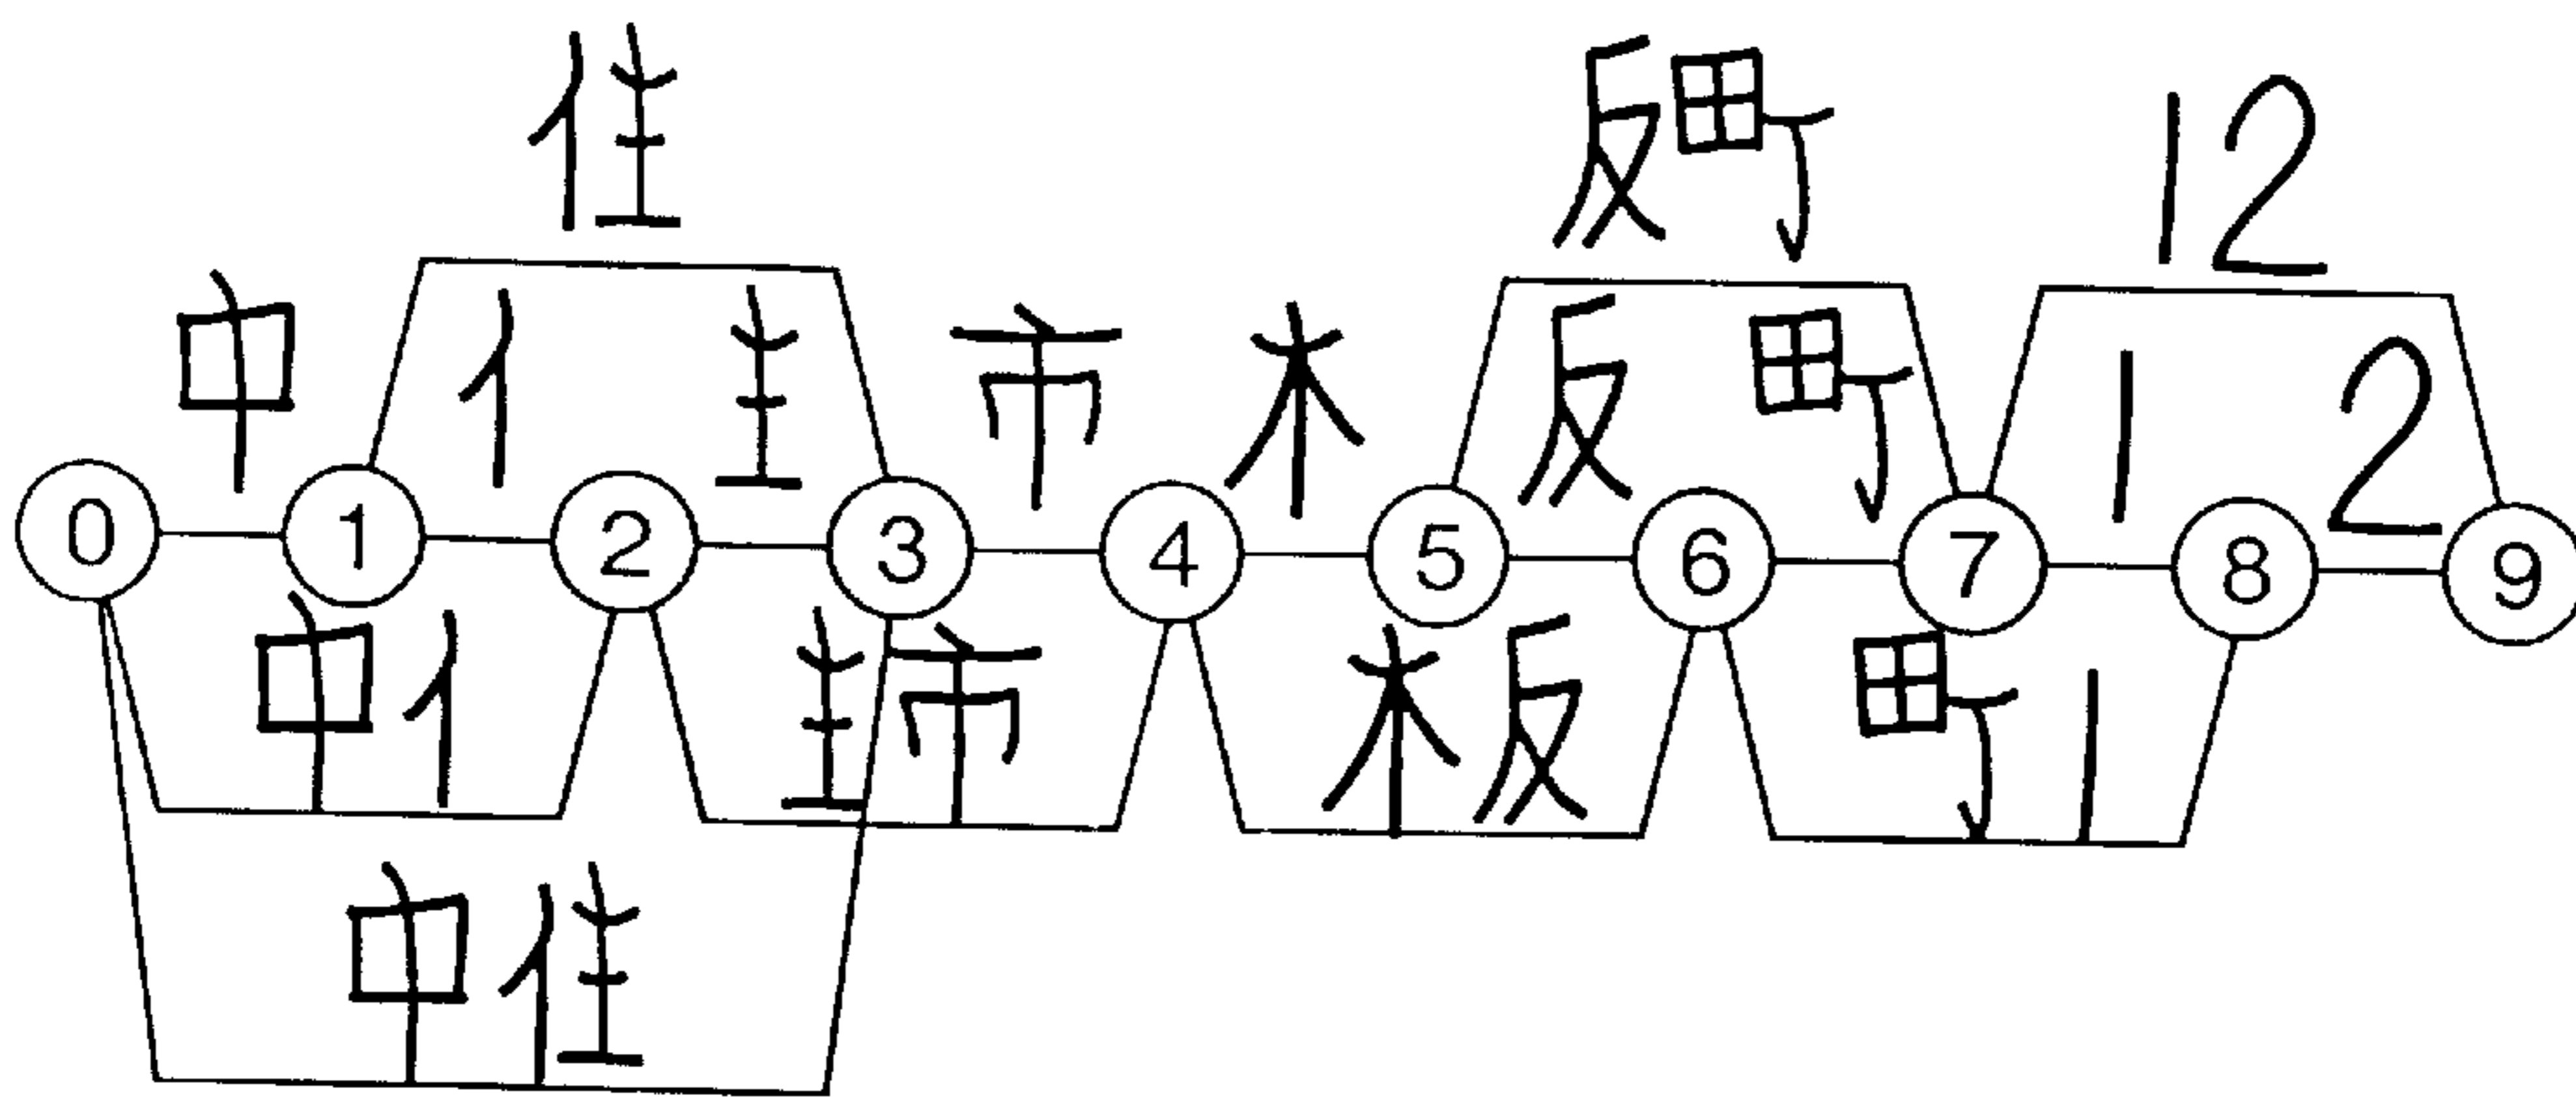 住 反町 12
中 亻 主 市 木 反 町 1 2
0 1 2 3 4 5 6 7 8 9
中亻 主市 板 町1
中住